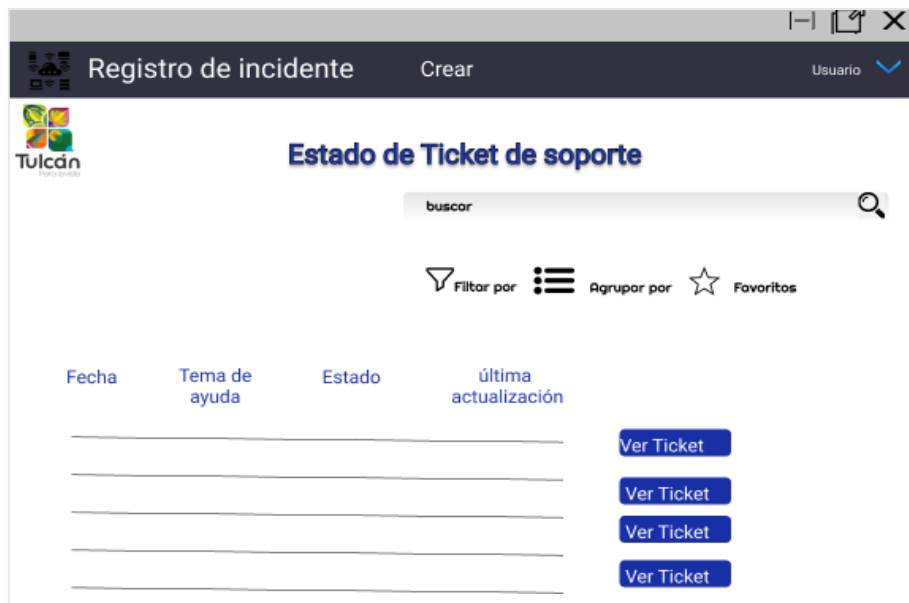 Registro de incidente Crear Usuario
Tulcán
Estado de Ticket de soporte
buscar
Filtar por Agrupar por Favoritos
Fecha Tema de ayuda Estado última actualización
Ver Ticket
Ver Ticket
Ver Ticket
Ver Ticket